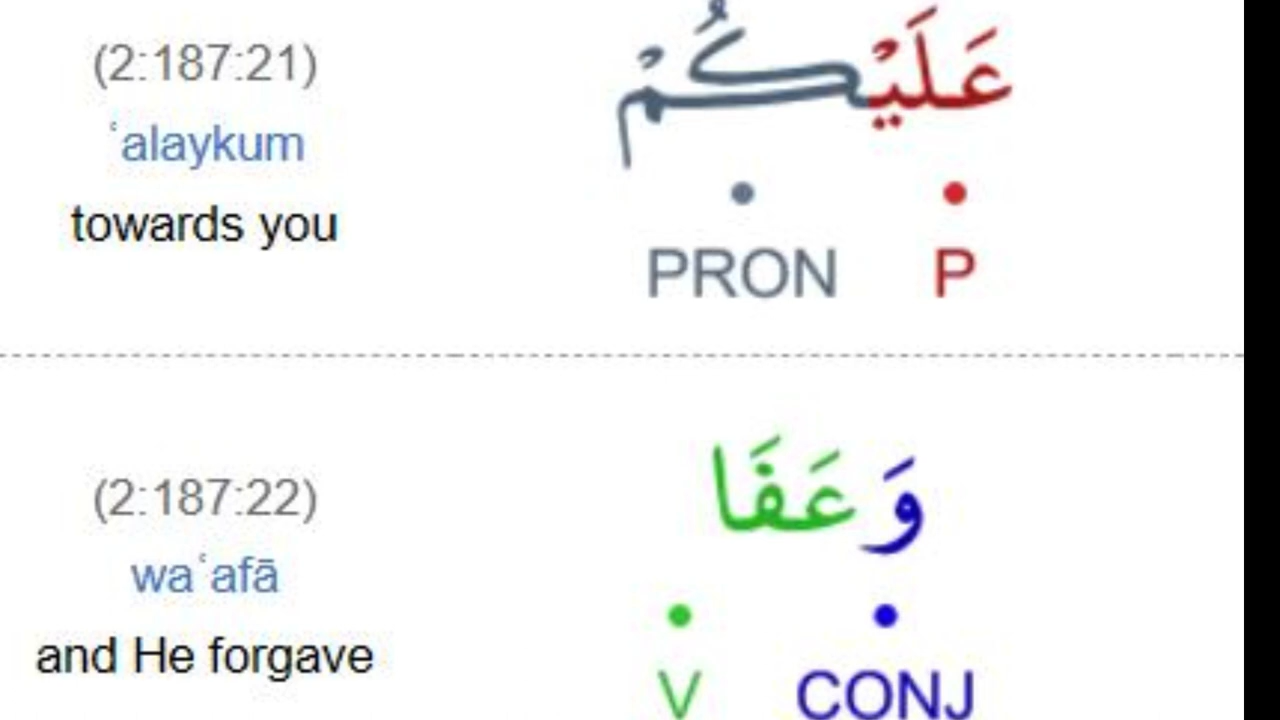 (2:187:21)
ʿalaykum
towards you
عَلَيْكُمْ
PRON P
(2:187:22)
waʿafā
and He forgave
وَعَفَا
V CONJ